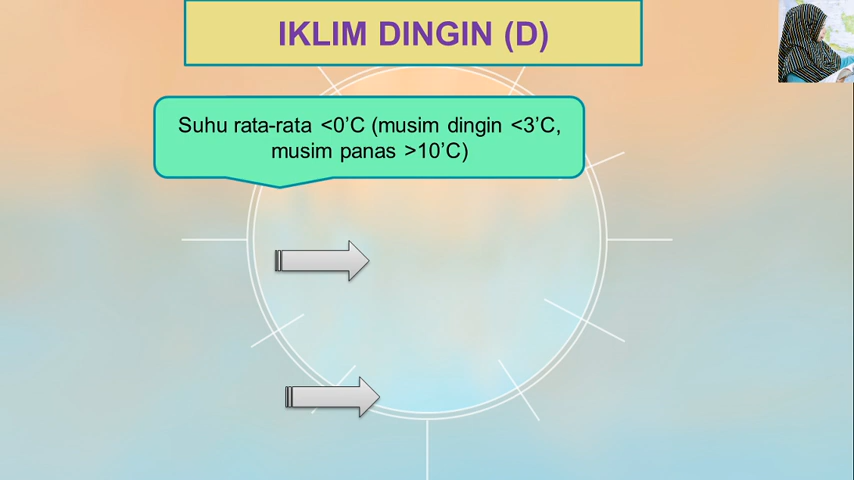 IKLIM DINGIN (D)
Suhu rata-rata <0’C (musim dingin <3’C,
musim panas >10’C)